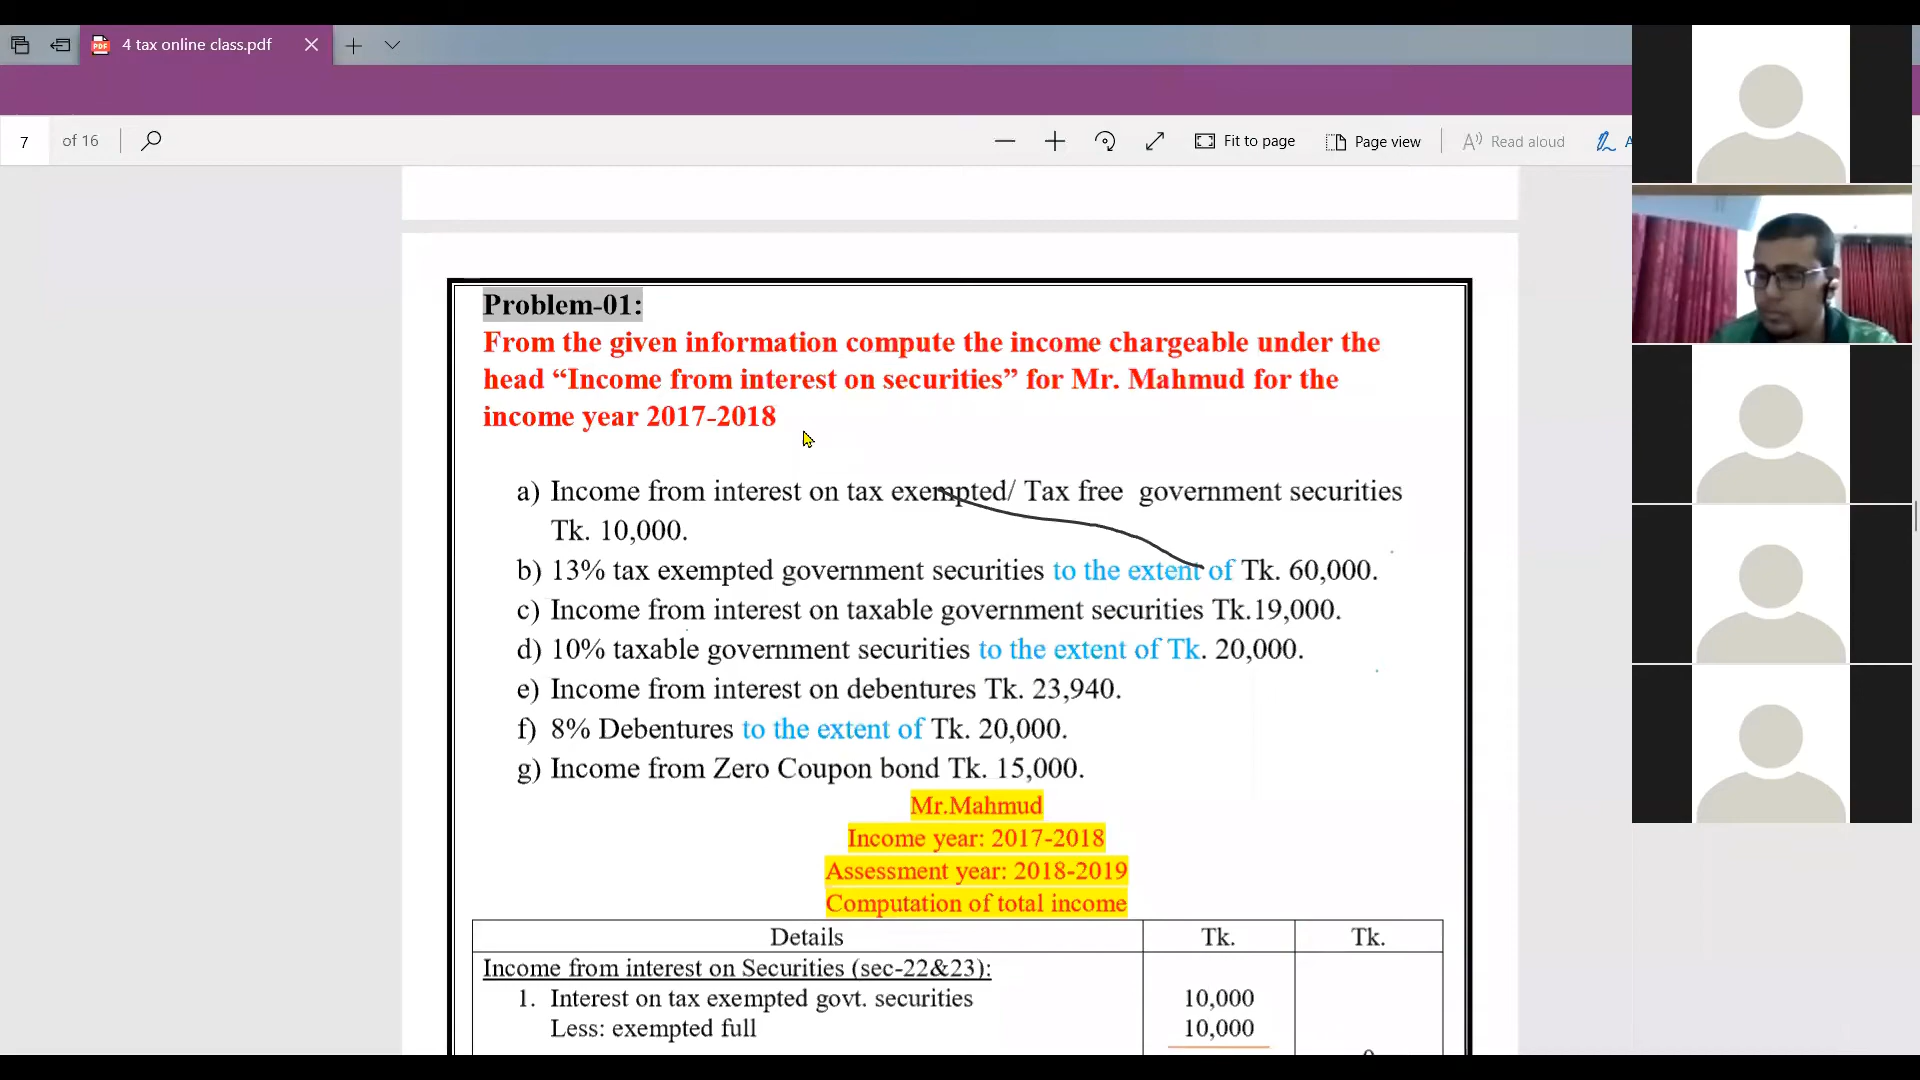 4 tax online class.pdf
7 of 16
Fit to page
Page view
Read aloud
Problem-01:
From the given information compute the income chargeable under the
head “Income from interest on securities” for Mr. Mahmud for the
income year 2017-2018
a) Income from interest on tax exempted/ Tax free government securities
Tk. 10,000.
b) 13% tax exempted government securities to the extent of Tk. 60,000.
c) Income from interest on taxable government securities Tk.19,000.
d) 10% taxable government securities to the extent of Tk. 20,000.
e) Income from interest on debentures Tk. 23,940.
f) 8% Debentures to the extent of Tk. 20,000.
g) Income from Zero Coupon bond Tk. 15,000.
Mr.Mahmud
Income year: 2017-2018
Assessment year: 2018-2019
Computation of total income
Details Tk. Tk.
Income from interest on Securities (sec-22&23):
1. Interest on tax exempted govt. securities 10,000
Less: exempted full 10,000